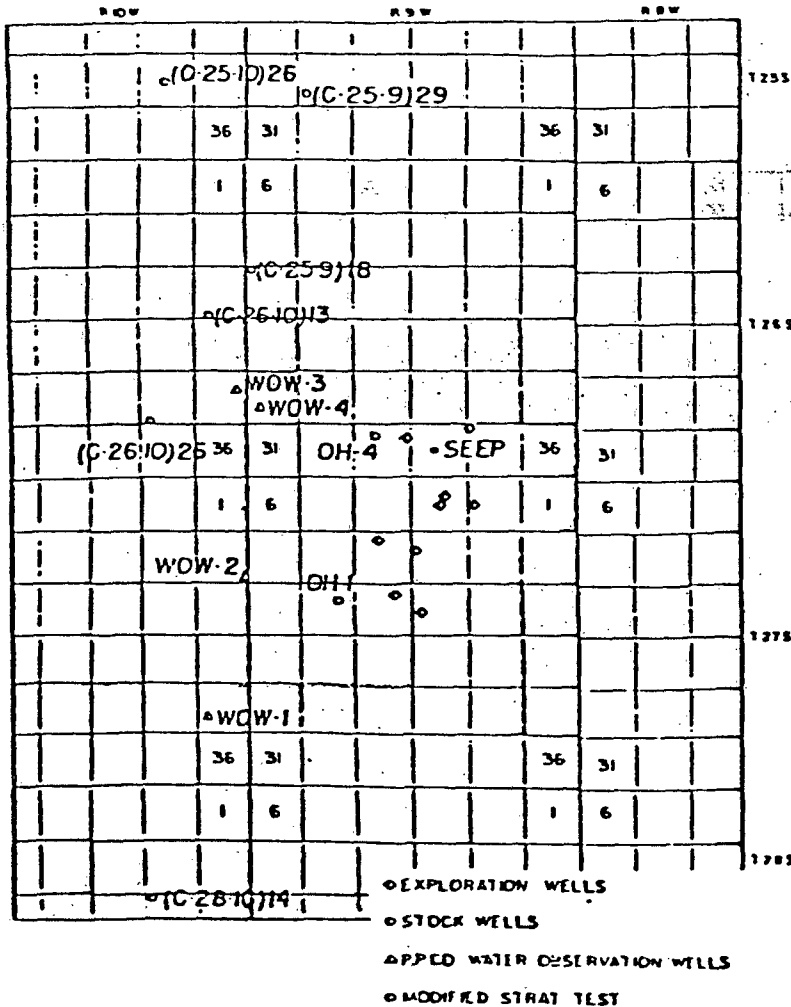 R10W R9W R8W
(C-25-10)26
T25S
(C-25-9)29
36 31 36 31
1 6 1 6
(C-25-9)18
(C-26-10)13
T26S
WOW-3
WOW-4
(C-26-10)25 36 31 OH-4 SEEP 36 31
1 6 1 6
WOW-2
OH-1
T27S
WOW-1
36 31 36 31
1 6 1 6
T28S
(C-28-10)14
EXPLORATION WELLS
STOCK WELLS
WATER OBSERVATION WELLS
MODIFIED STRAT TEST